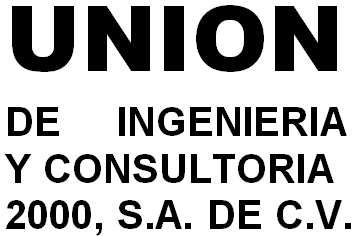 UNION
DE INGENIERIA
Y CONSULTORIA
2000, S.A. DE C.V.